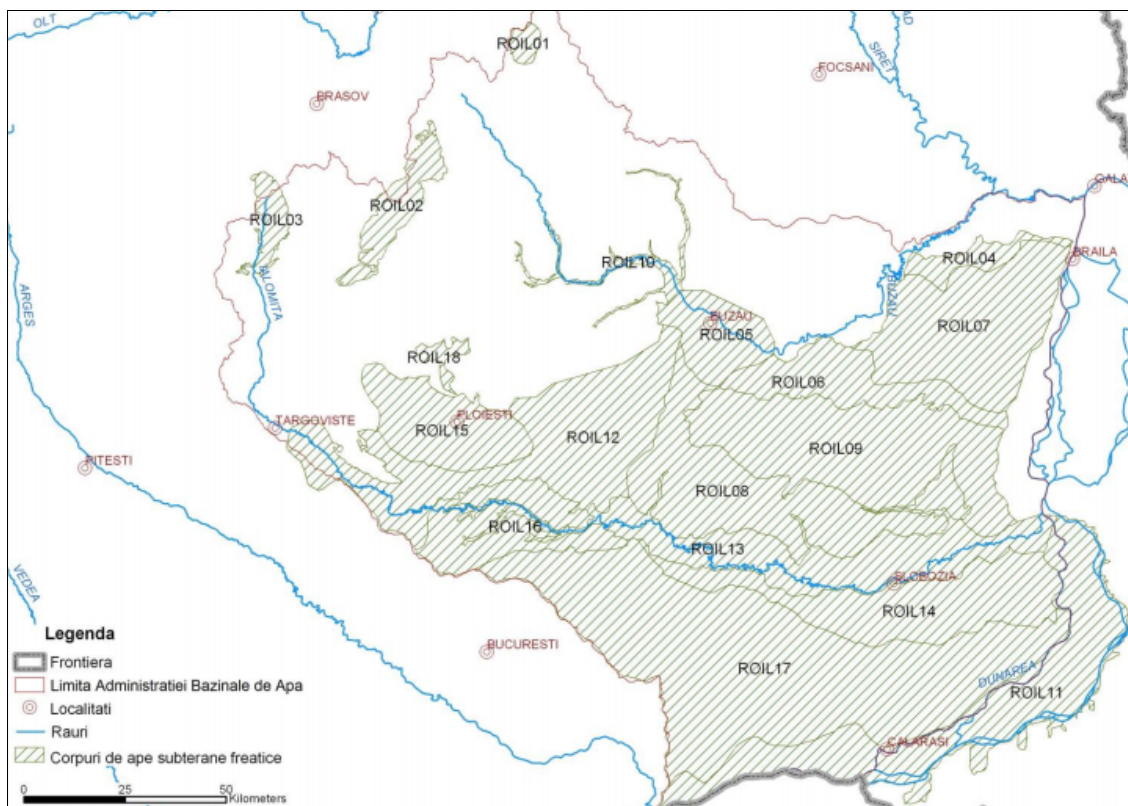 OLT
ROIL01
SIRET
FOCSANI
BRASOV
ROIL02
ROIL03
ROIL04
BRAILA
IALOMITA
ROIL10
BUZAU
ARGES
BUZAU
ROIL05
ROIL07
ROIL18
ROIL06
TARGOVISTE
PLOIESTI
ROIL15
ROIL12
ROIL09
PITESTI
ROIL08
ROIL16
ROIL13
SLOBOZIA
ROIL14
VEDEA
BUCURESTI
ROIL17
DUNAREA
ROIL11
CALARASI
Legenda
Frontiera
Limita Administratiei Bazinale de Apa
Localitati
Rauri
Corpuri de ape subterane freatice
0 25 50
Kilometers